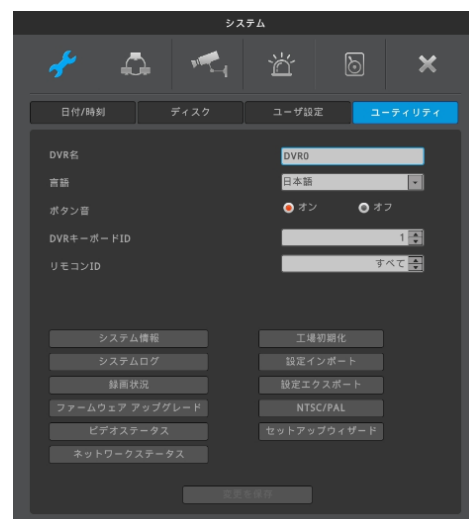 システム
日付/時刻 ディスク ユーザ設定 ユーティリティ
DVR名 DVR0
言語 日本語
ボタン音 オン オフ
DVRキーボードID 1
リモコンID すべて
システム情報 工場初期化
システムログ 設定インポート
録画状況 設定エクスポート
ファームウェア アップグレード NTSC/PAL
ビデオステータス セットアップウィザード
ネットワークステータス
変更を保存